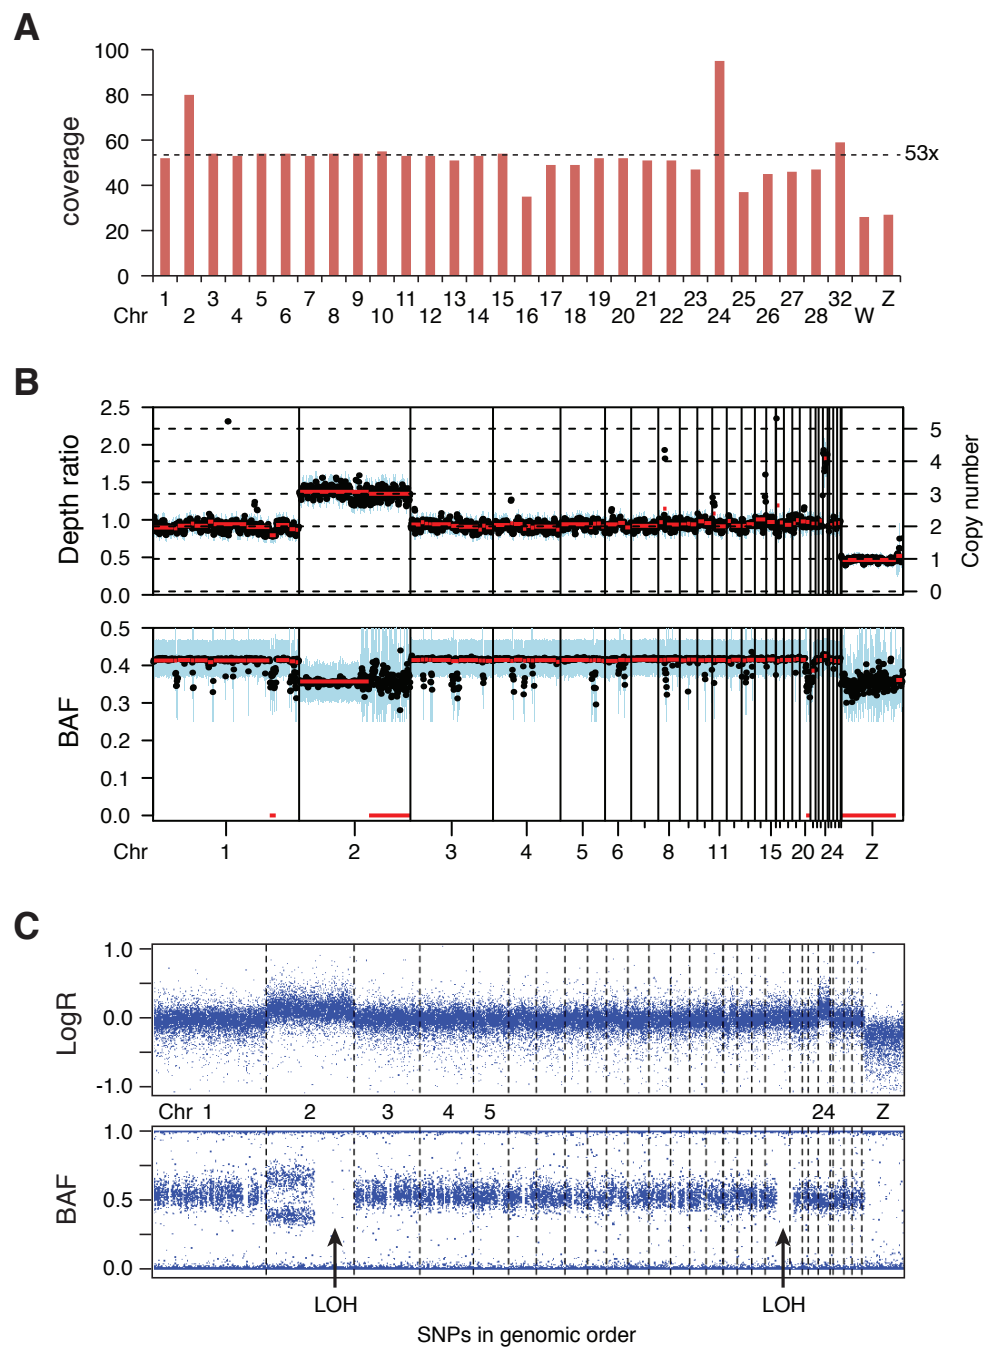 A
100
80
60
40
20
0
coverage
53x
1 3 5 7 9 11 13 15 17 19 21 23 25 27 32 Z
Chr 2 4 6 8 10 12 14 16 18 20 22 24 26 28 W
B
2.5
2.0
1.5
1.0
0.5
0.0
Depth ratio
5
4
3
2
1
0
Copy number
0.5
0.4
0.3
0.2
0.1
0.0
BAF
Chr 1 2 3 4 5 6 8 11 15 20 24 Z
C
1.0
0.0
-1.0
LogR
Chr 1 2 3 4 5 24 Z
1.0
0.5
0.0
BAF
LOH LOH
SNPs in genomic order